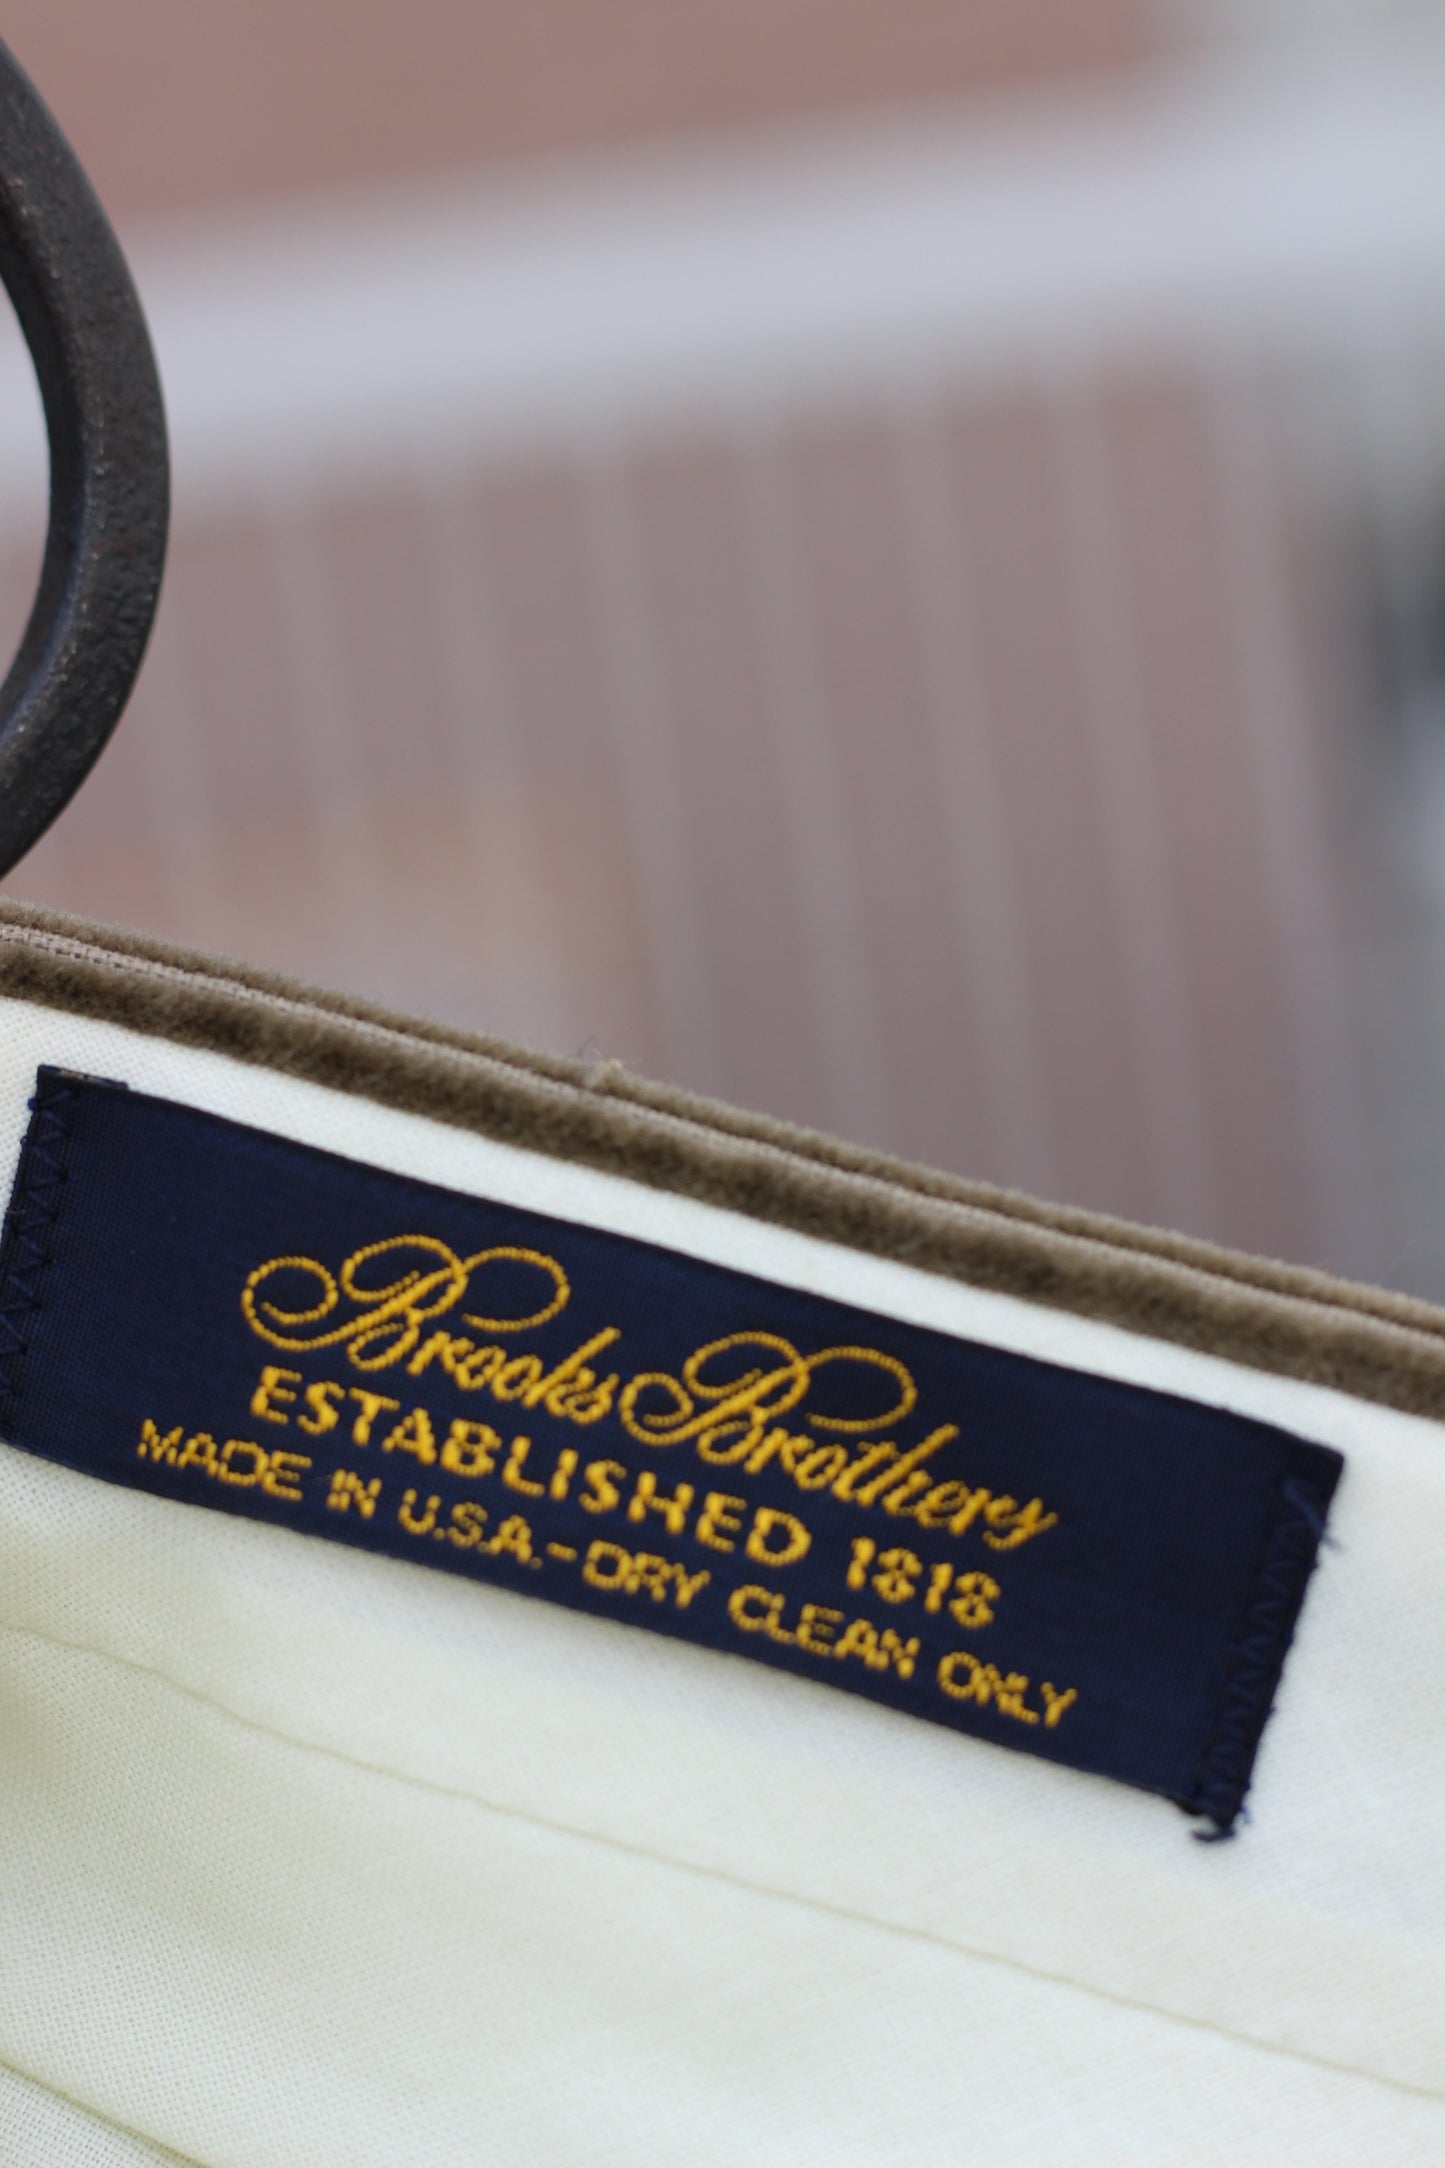 Brooks Brothers
ESTABLISHED 1818
MADE IN U.S.A.-DRY CLEAN ONLY